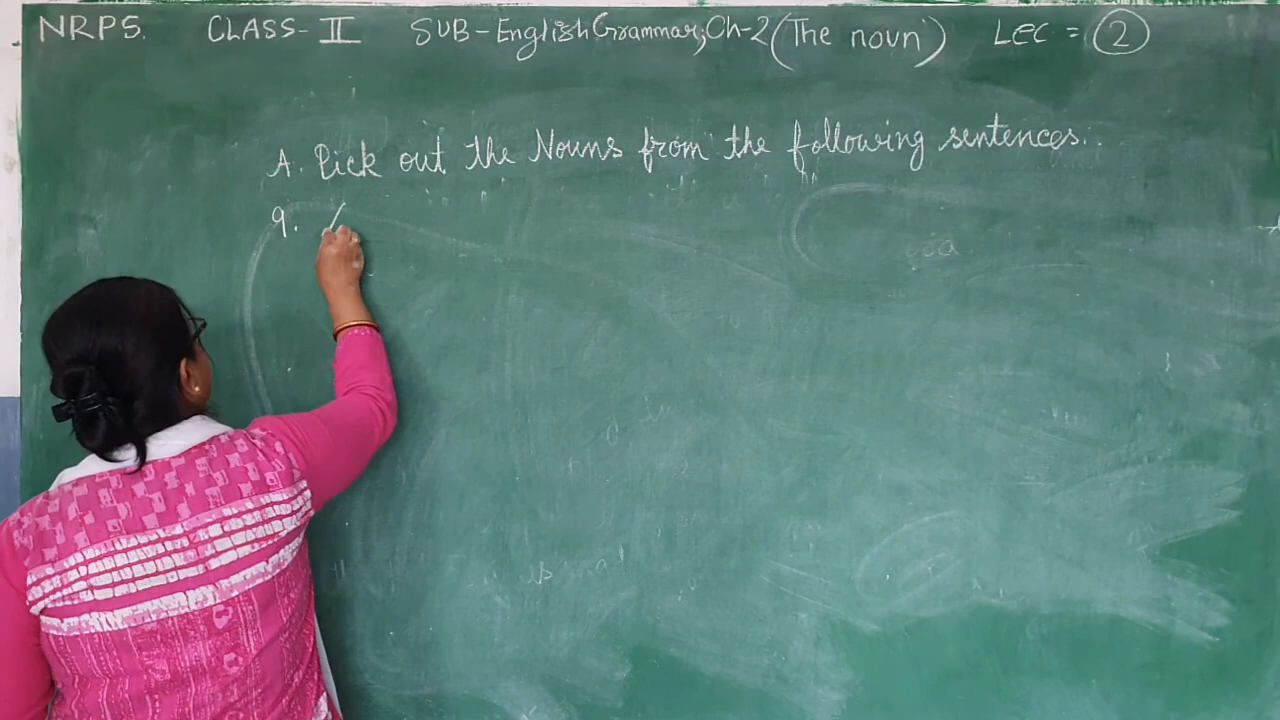 NRPS. CLASS-II SUB-English Grammar, Ch-2 (The noun) Lec = 2
A. Pick out the Nouns from the following sentences.
9.